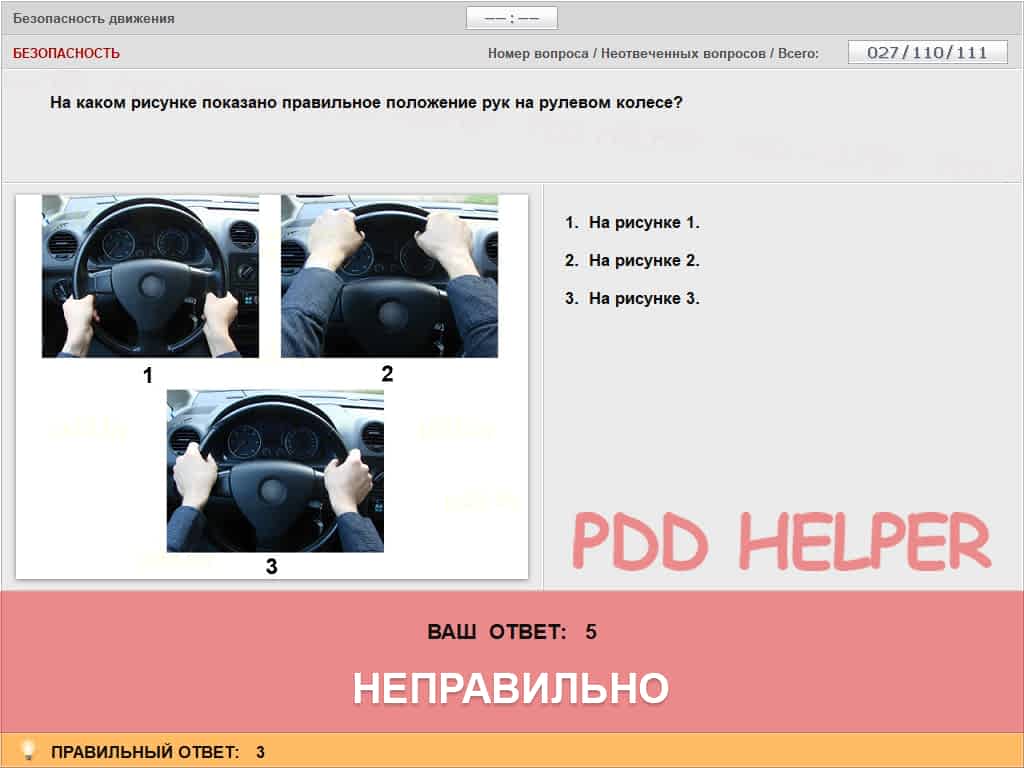 Безопасность движения
–– : ––
БЕЗОПАСНОСТЬ
Номер вопроса / Неотвеченных вопросов / Всего:
027/110/111
На каком рисунке показано правильное положение рук на рулевом колесе?
1. На рисунке 1.
2. На рисунке 2.
3. На рисунке 3.
1
2
3
PDD HELPER
ВАШ ОТВЕТ: 5
НЕПРАВИЛЬНО
ПРАВИЛЬНЫЙ ОТВЕТ: 3